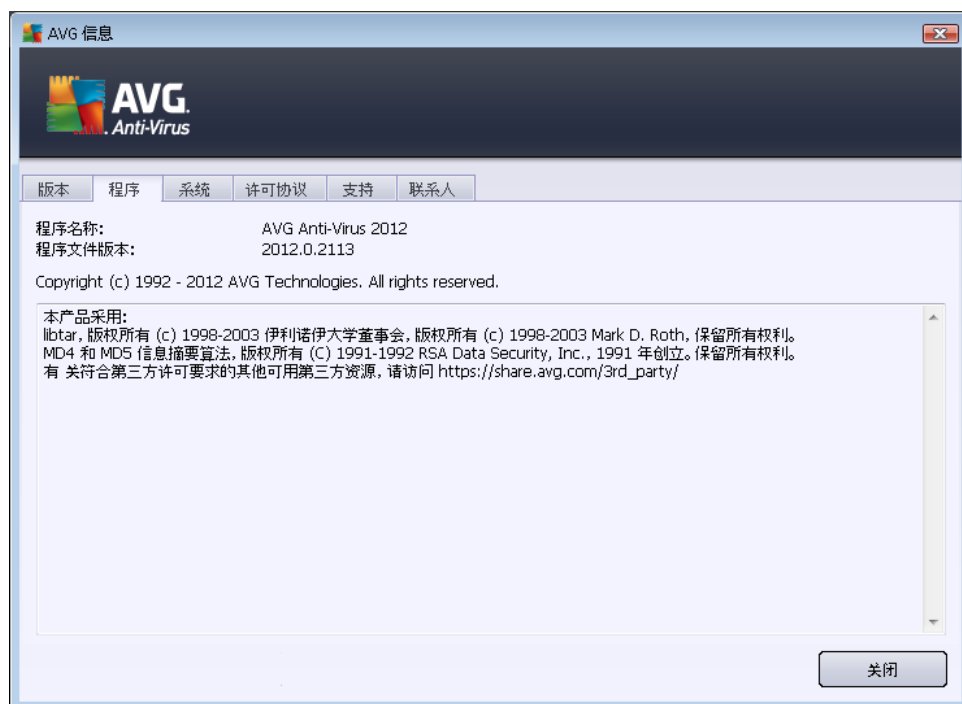 AVG 信息
AVG.
Anti-Virus
版本 程序 系统 许可协议 支持 联系人
程序名称: AVG Anti-Virus 2012
程序文件版本: 2012.0.2113
Copyright (c) 1992 - 2012 AVG Technologies. All rights reserved.
本产品采用:
libtar, 版权所有 (c) 1998-2003 伊利诺伊大学董事会, 版权所有 (c) 1998-2003 Mark D. Roth, 保留所有权利。
MD4 和 MD5 信息摘要算法, 版权所有 (C) 1991-1992 RSA Data Security, Inc., 1991 年创立。保留所有权利。
有 关符合第三方许可要求的其他可用第三方资源, 请访问 https://share.avg.com/3rd_party/
关闭